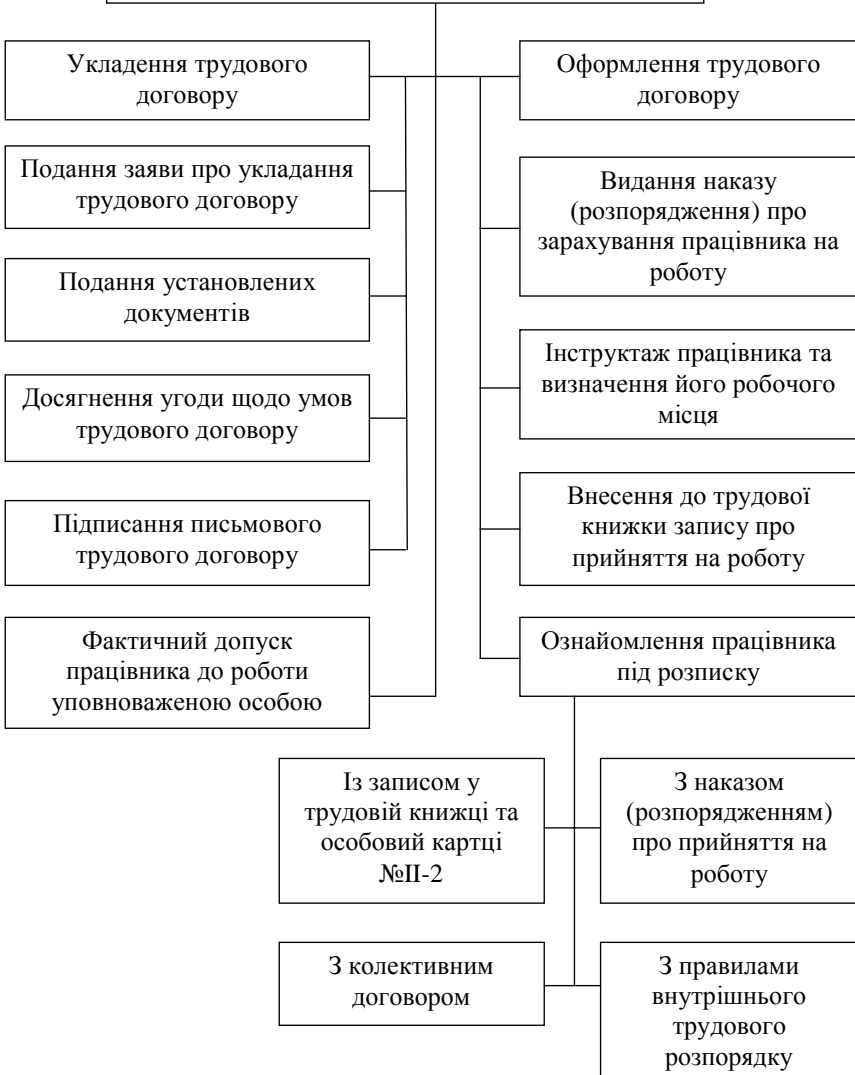 Укладення трудового
договору
Оформлення трудового
договору
Подання заяви про укладання
трудового договору
Видання наказу
(розпорядження) про
зарахування працівника на
роботу
Подання установлених
документів
Інструктаж працівника та
визначення його робочого
місця
Досягнення угоди щодо умов
трудового договору
Внесення до трудової
книжки запису про
прийняття на роботу
Підписання письмового
трудового договору
Фактичний допуск
працівника до роботи
уповноваженою особою
Ознайомлення працівника
під розписку
Із записом у
трудовій книжці та
особовий картці
№ІІ-2
З наказом
(розпорядженням)
про прийняття на
роботу
З колективним
договором
З правилами
внутрішнього
трудового
розпорядку